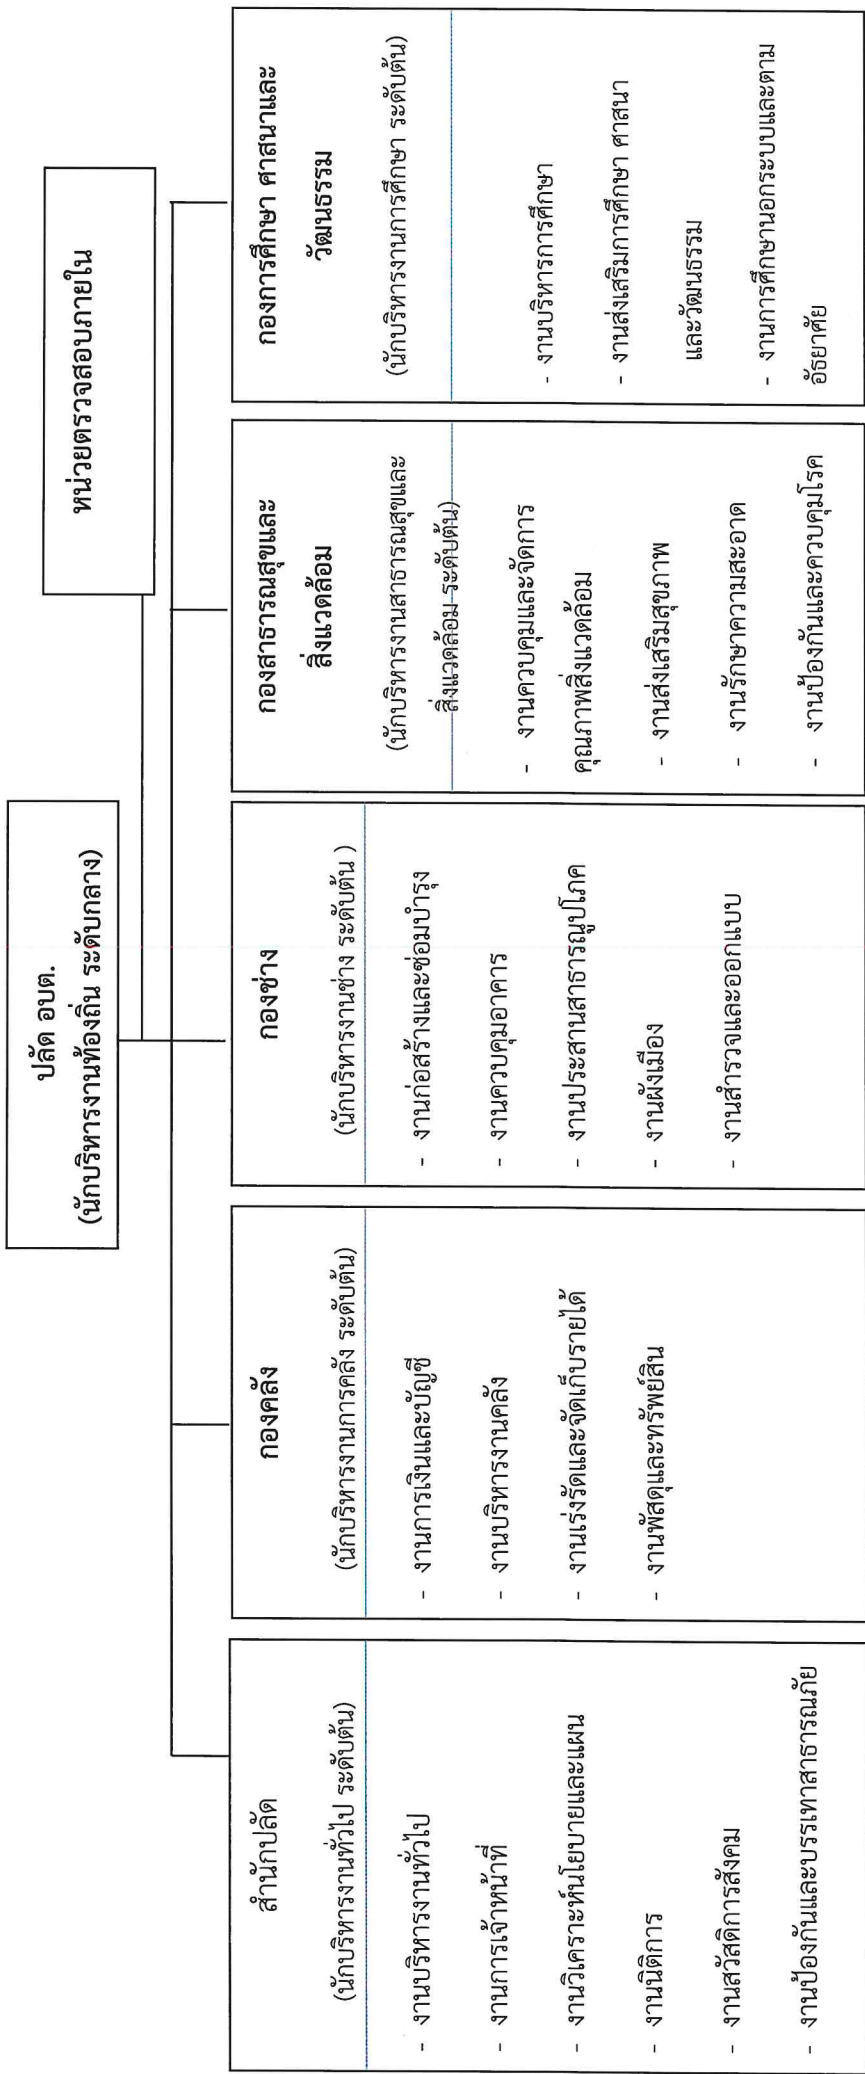 ปลัด อบต.
(นักบริหารงานท้องถิ่น ระดับกลาง)
หน่วยตรวจสอบภายใน
สำนักปลัด
(นักบริหารงานทั่วไป ระดับต้น)
- งานบริหารงานทั่วไป
- งานการเจ้าหน้าที่
- งานวิเคราะห์นโยบายและแผน
- งานนิติการ
- งานสวัสดิการสังคม
- งานป้องกันและบรรเทาสาธารณภัย
กองคลัง
(นักบริหารงานการคลัง ระดับต้น)
- งานการเงินและบัญชี
- งานบริหารงานคลัง
- งานเร่งรัดและจัดเก็บรายได้
- งานพัสดุและทรัพย์สิน
กองช่าง
(นักบริหารงานช่าง ระดับต้น )
- งานก่อสร้างและซ่อมบำรุง
- งานควบคุมอาคาร
- งานประสานสาธารณูปโภค
- งานผังเมือง
- งานสำรวจและออกแบบ
กองสาธารณสุขและ
สิ่งแวดล้อม
(นักบริหารงานสาธารณสุขและ
สิ่งแวดล้อม ระดับต้น)
- งานควบคุมและจัดการ
คุณภาพสิ่งแวดล้อม
- งานส่งเสริมสุขภาพ
- งานรักษาความสะอาด
- งานป้องกันและควบคุมโรค
กองการศึกษา ศาสนาและ
วัฒนธรรม
(นักบริหารงานการศึกษา ระดับต้น)
- งานบริหารการศึกษา
- งานส่งเสริมการศึกษา ศาสนา
และวัฒนธรรม
- งานการศึกษานอกระบบและตาม
อัธยาศัย